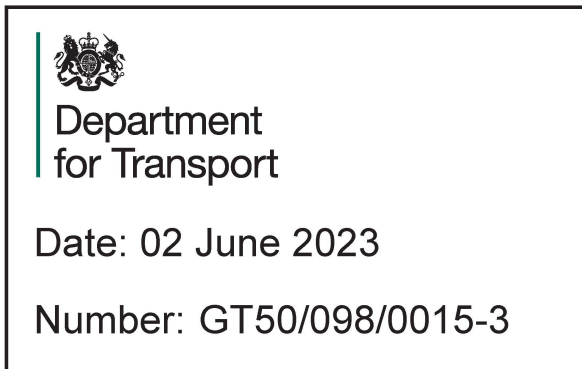 Department
for Transport
Date: 02 June 2023
Number: GT50/098/0015-3